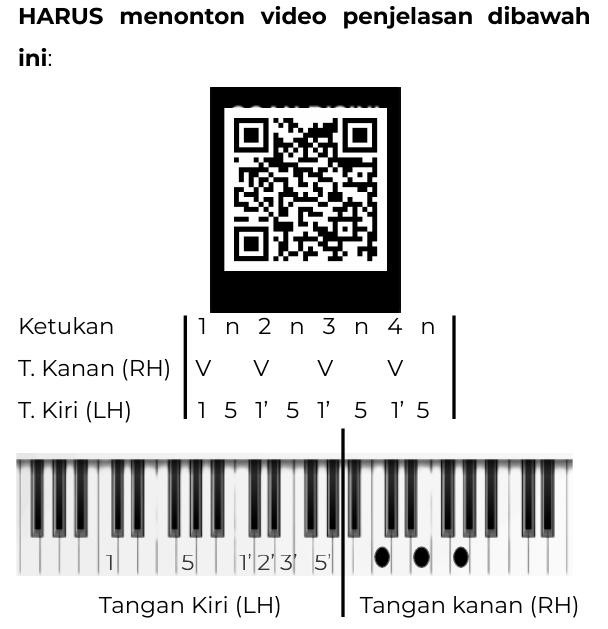 HARUS menonton video penjelasan dibawah
ini:
Ketukan 1 n 2 n 3 n 4 n
T. Kanan (RH) V V V V
T. Kiri (LH) 1 5 1' 5 1' 5 1' 5
1 5 1' 2' 3' 5'
Tangan Kiri (LH) Tangan kanan (RH)